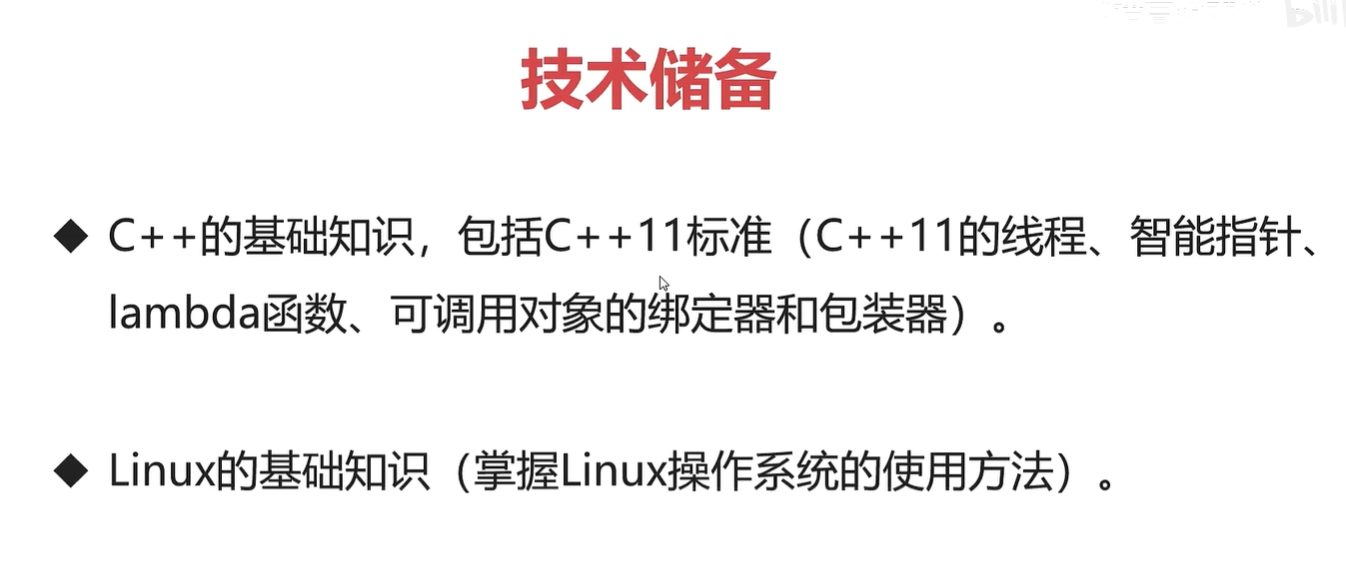 技术储备
◆ C++的基础知识，包括C++11标准（C++11的线程、智能指针、
lambda函数、可调用对象的绑定器和包装器）。
◆ Linux的基础知识（掌握Linux操作系统的使用方法）。